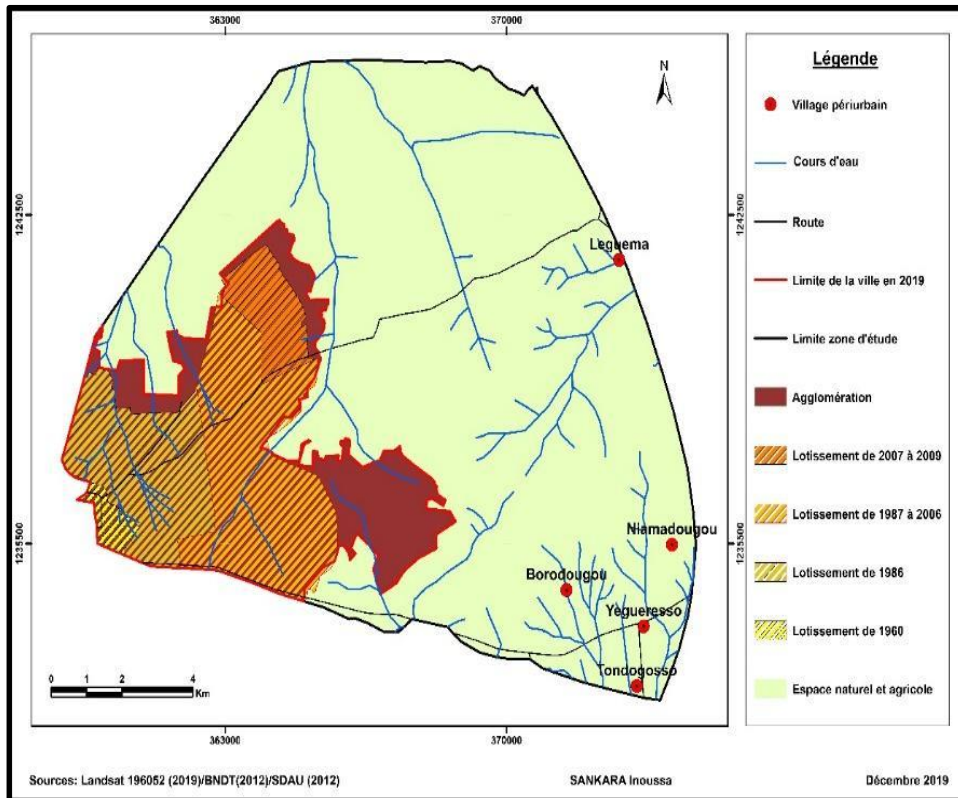 363000
370000
N
1242500
1242500
Leguema
Niamadougou
1235500
1235500
Borodougou
Yegueresso
Tondogosso
0 1 2 4
Km
363000
370000
Légende
Village périurbain
Cours d'eau
Route
Limite de la ville en 2019
Limite zone d'étude
Agglomération
Lotissement de 2007 à 2009
Lotissement de 1987 à 2006
Lotissement de 1986
Lotissement de 1960
Espace naturel et agricole
Sources: Landsat 196052 (2019)/BNDT(2012)/SDAU (2012)
SANKARA Inoussa
Décembre 2019